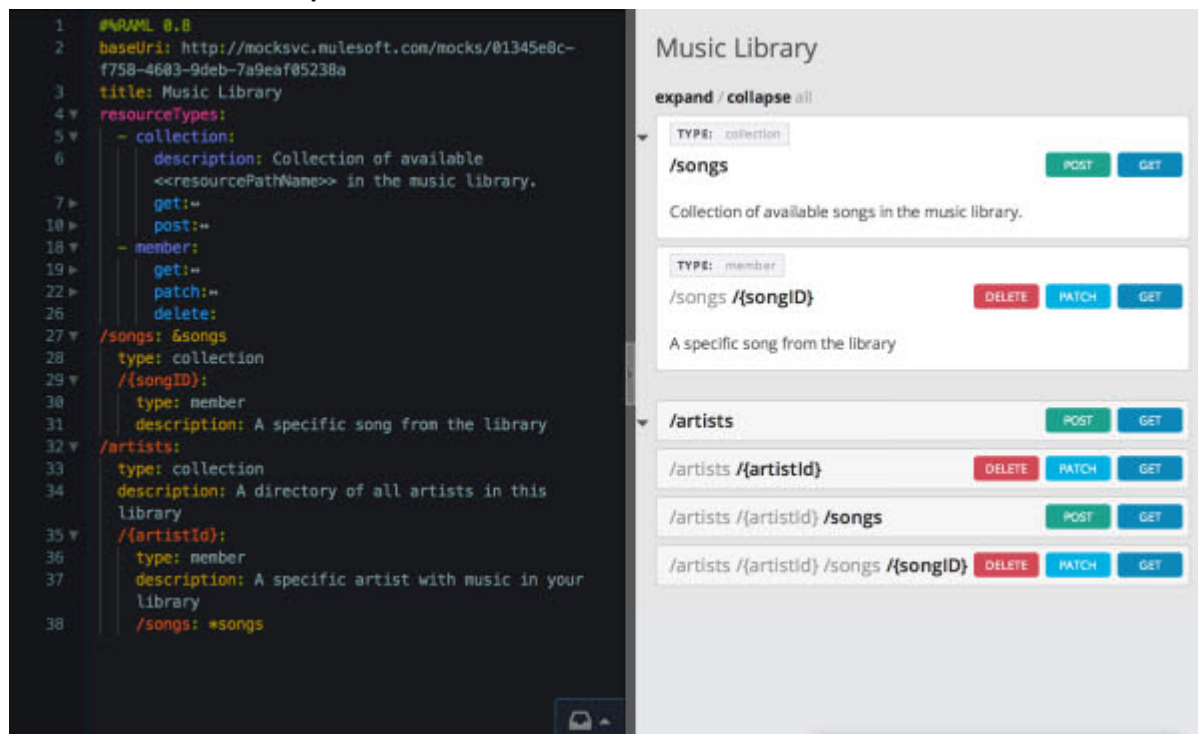 1 #%RAML 0.8
2 baseUri: http://mocksvc.mulesoft.com/mocks/01345e8c-
f758-4603-9deb-7a9eaf05238a
3 title: Music Library
4 resourceTypes:
5 - collection:
6 description: Collection of available
<<resourcePathName>> in the music library.
7 get:↔
10 post:↔
18 - member:
19 get:↔
22 patch:↔
26 delete:
27 /songs: &songs
28 type: collection
29 /{songID}:
30 type: member
31 description: A specific song from the library
32 /artists:
33 type: collection
34 description: A directory of all artists in this
library
35 /{artistId}:
36 type: member
37 description: A specific artist with music in your
library
38 /songs: *songs
Music Library
expand / collapse all
TYPE: collection
/songs POST GET
Collection of available songs in the music library.
TYPE: member
/songs /{songID} DELETE PATCH GET
A specific song from the library
/artists POST GET
/artists /{artistId} DELETE PATCH GET
/artists /{artistId} /songs POST GET
/artists /{artistId} /songs /{songID} DELETE PATCH GET